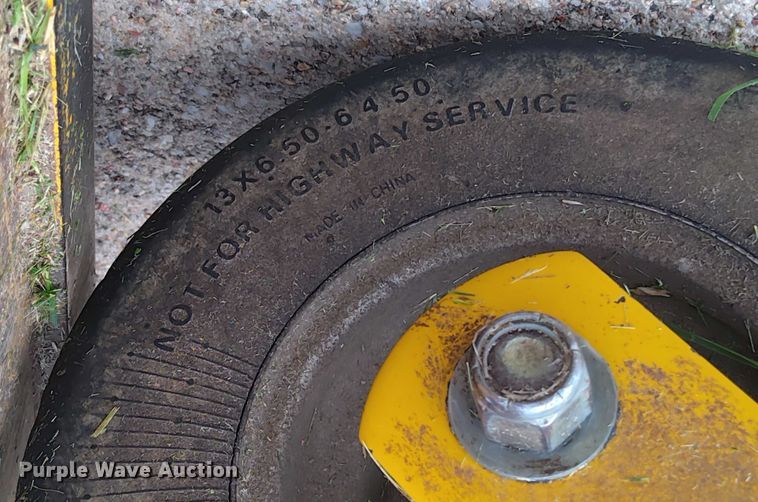 13X6.50-6 4 50
NOT FOR HIGHWAY SERVICE
MADE IN CHINA
Purple Wave Auction